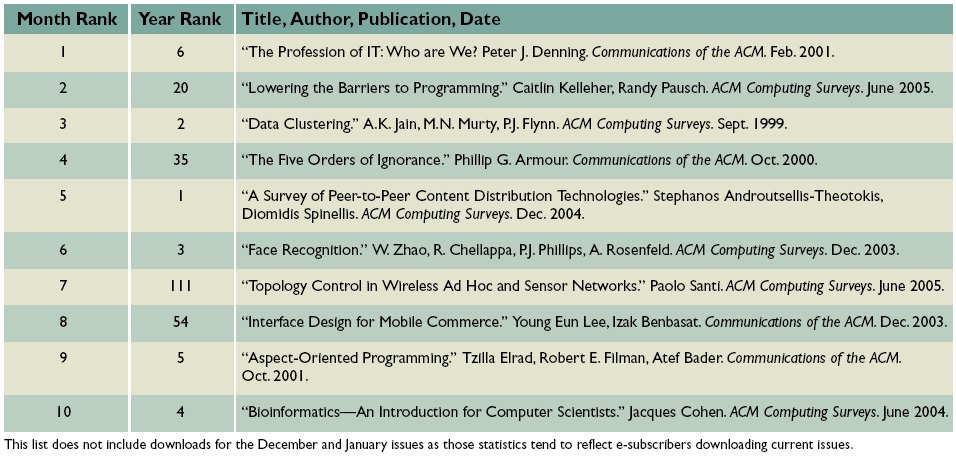 Month Rank Year Rank Title, Author, Publication, Date
1 6 “The Profession of IT: Who are We? Peter J. Denning. Communications of the ACM. Feb. 2001.
2 20 “Lowering the Barriers to Programming.” Caitlin Kelleher, Randy Pausch. ACM Computing Surveys. June 2005.
3 2 “Data Clustering.” A.K. Jain, M.N. Murty, P.J. Flynn. ACM Computing Surveys. Sept. 1999.
4 35 “The Five Orders of Ignorance.” Phillip G. Armour. Communications of the ACM. Oct. 2000.
5 1 “A Survey of Peer-to-Peer Content Distribution Technologies.” Stephanos Androutsellis-Theotokis,
Diomidis Spinellis. ACM Computing Surveys. Dec. 2004.
6 3 “Face Recognition.” W. Zhao, R. Chellappa, P.J. Phillips, A. Rosenfeld. ACM Computing Surveys. Dec. 2003.
7 111 “Topology Control in Wireless Ad Hoc and Sensor Networks.” Paolo Santi. ACM Computing Surveys. June 2005.
8 54 “Interface Design for Mobile Commerce.” Young Eun Lee, Izak Benbasat. Communications of the ACM. Dec. 2003.
9 5 “Aspect-Oriented Programming.” Tzilla Elrad, Robert E. Filman, Atef Bader. Communications of the ACM.
Oct. 2001.
10 4 “Bioinformatics—An Introduction for Computer Scientists.” Jacques Cohen. ACM Computing Surveys. June 2004.
This list does not include downloads for the December and January issues as those statistics tend to reflect e-subscribers downloading current issues.